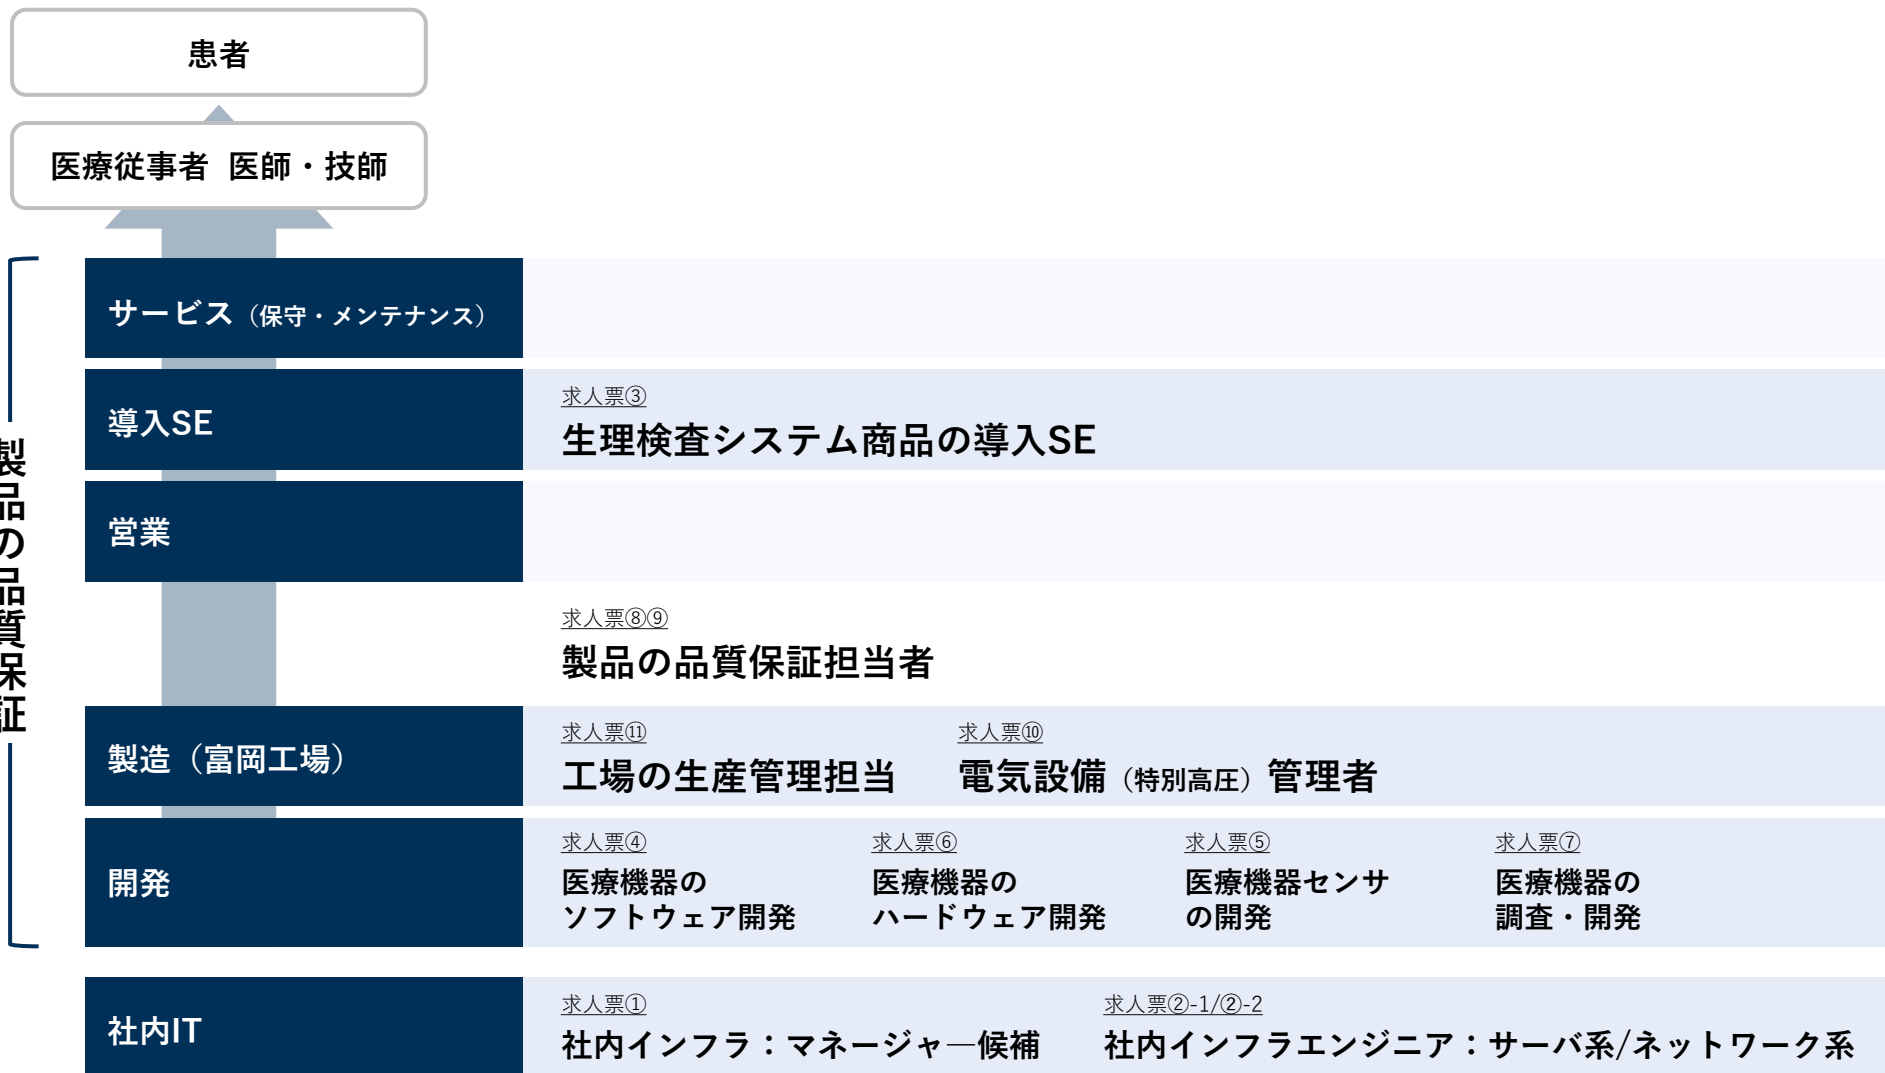 患者
医療従事者 医師・技師
製品の品質保証
サービス（保守・メンテナンス）
導入SE
求人票③
生理検査システム商品の導入SE
営業
求人票⑧⑨
製品の品質保証担当者
製造（富岡工場）
求人票⑪
工場の生産管理担当
求人票⑩
電気設備（特別高圧）管理者
開発
求人票④
医療機器の
ソフトウェア開発
求人票⑥
医療機器の
ハードウェア開発
求人票⑤
医療機器センサ
の開発
求人票⑦
医療機器の
調査・開発
社内IT
求人票①
社内インフラ：マネージャ―候補
求人票②-1/②-2
社内インフラエンジニア：サーバ系/ネットワーク系